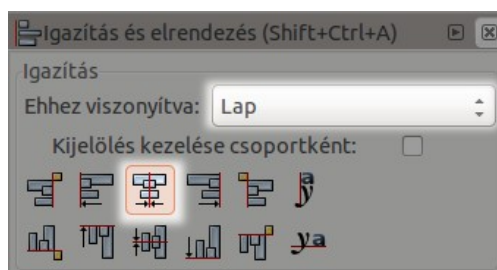 Igazítás és elrendezés (Shift+Ctrl+A)
Igazítás
Ehhez viszonyítva: Lap
Kijelölés kezelése csoportként: